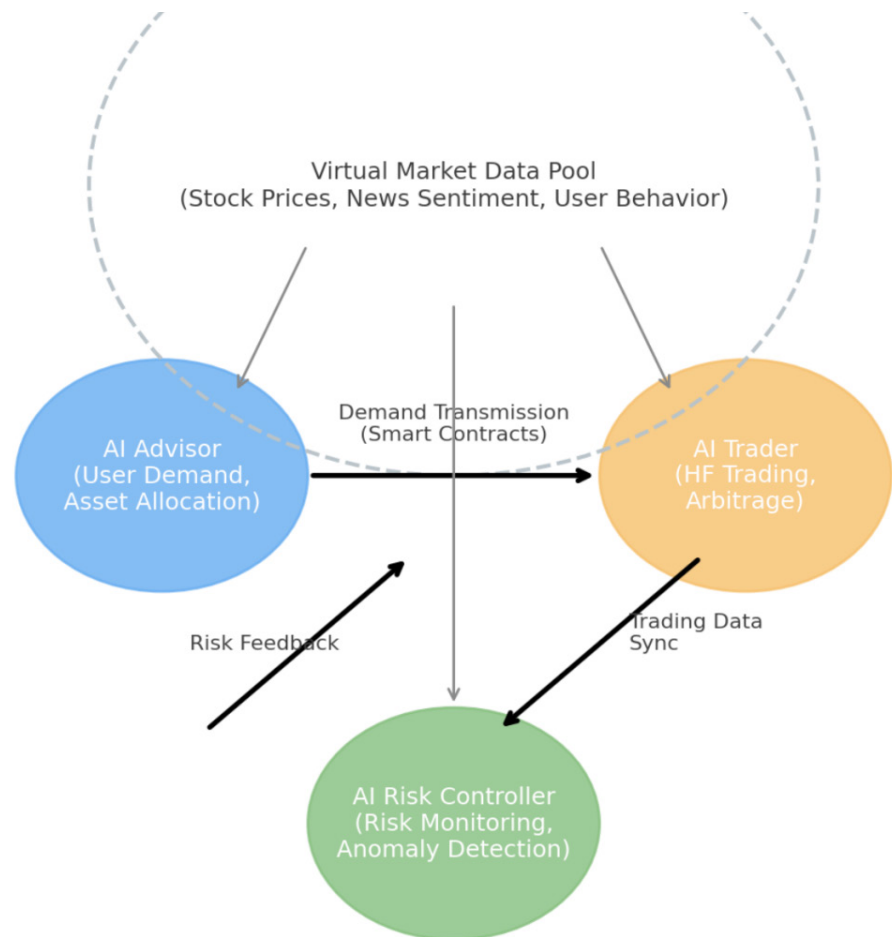 Virtual Market Data Pool
(Stock Prices, News Sentiment, User Behavior)
Demand Transmission
(Smart Contracts)
AI Advisor
(User Demand,
Asset Allocation)
AI Trader
(HF Trading,
Arbitrage)
Risk Feedback
Trading Data
Sync
AI Risk Controller
(Risk Monitoring,
Anomaly Detection)